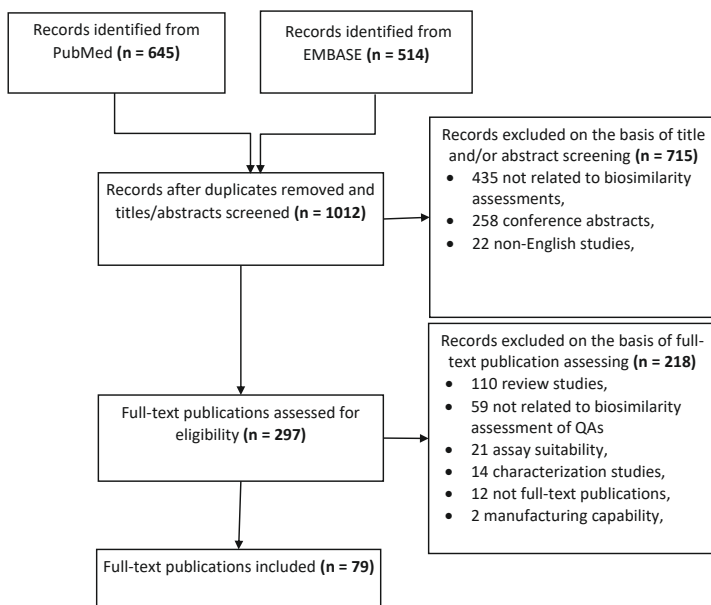 Records identified from
PubMed (n = 645)
Records identified from
EMBASE (n = 514)
Records after duplicates removed and
titles/abstracts screened (n = 1012)
Records excluded on the basis of title
and/or abstract screening (n = 715)
• 435 not related to biosimilarity
assessments,
• 258 conference abstracts,
• 22 non-English studies,
Full-text publications assessed for
eligibility (n = 297)
Records excluded on the basis of full-
text publication assessing (n = 218)
• 110 review studies,
• 59 not related to biosimilarity
assessment of QAs
• 21 assay suitability,
• 14 characterization studies,
• 12 not full-text publications,
• 2 manufacturing capability,
Full-text publications included (n = 79)